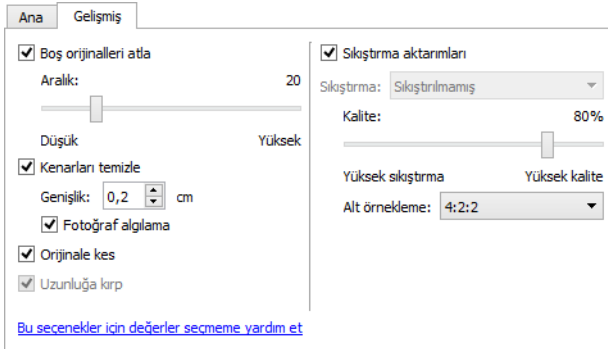 Ana
Gelişmiş
Boş orijinalleri atla
Aralık: 20
Düşük Yüksek
Kenarları temizle
Genişlik: 0,2 cm
Fotoğraf algılama
Orijinale kes
Uzunluğa kırp
Bu seçenekler için değerler seçmeme yardım et
Sıkıştırma aktarımları
Sıkıştırma: Sıkıştırılmamış
Kalite: 80%
Yüksek sıkıştırma Yüksek kalite
Alt örnekleme: 4:2:2